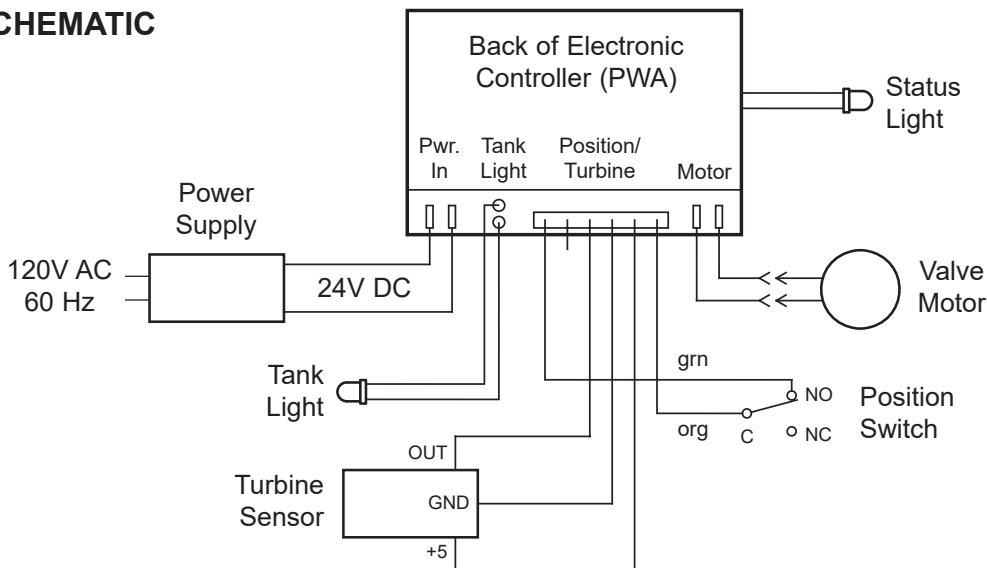 CHEMATIC
Back of Electronic
Controller (PWA)
Status
Light
Pwr.
In
Tank
Light
Position/
Turbine
Motor
Power
Supply
120V AC
60 Hz
24V DC
Valve
Motor
Tank
Light
grn
org
NO
C
NC
Position
Switch
OUT
Turbine
Sensor
GND
+5